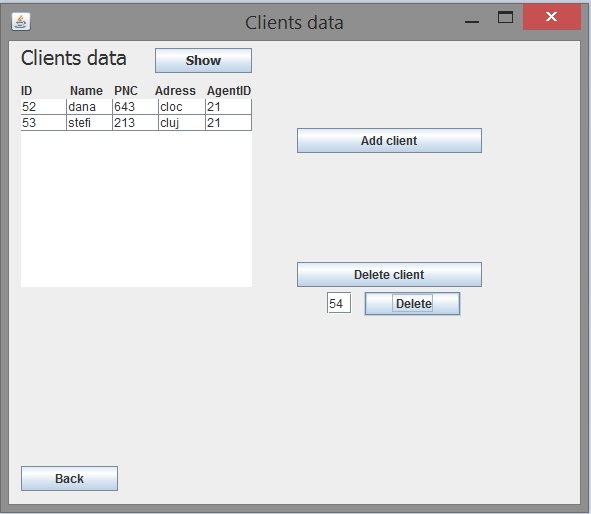 Clients data
Clients data
Show
ID Name PNC Adress AgentID
52 dana 643 cloc 21
53 stefi 213 cluj 21
Add client
Delete client
54 Delete
Back